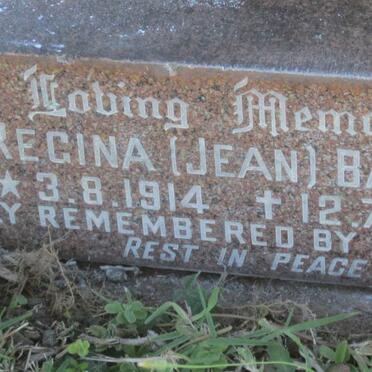 Loving Memo
REGINA (JEAN) BA
☆ 3.8.1914 ✝ 12.7
Y REMEMBERED BY
REST IN PEACE